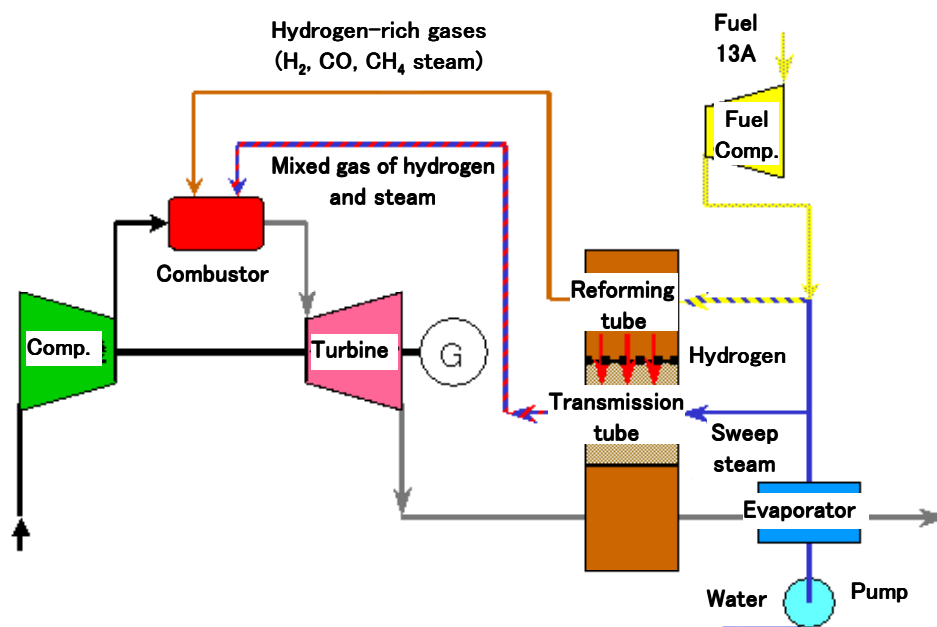 Hydrogen-rich gases
(H₂, CO, CH₄ steam)
Fuel
13A
Fuel
Comp.
Mixed gas of hydrogen
and steam
Combustor
Reforming
tube
Comp.
Turbine
G
Hydrogen
Transmission
tube
Sweep
steam
Evaporator
Water
Pump